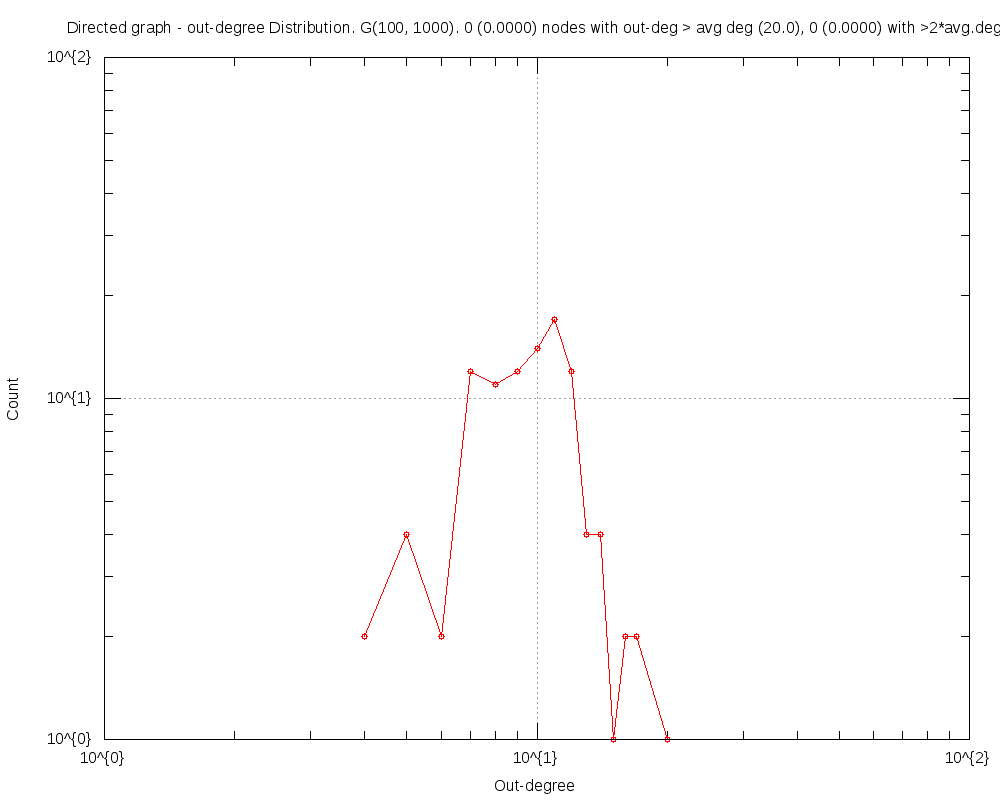 Directed graph - out-degree Distribution. G(100, 1000). 0 (0.0000) nodes with out-deg > avg deg (20.0), 0 (0.0000) with >2*avg.deg
10^{2}
10^{1}
10^{0}
Count
10^{0} 10^{1} 10^{2}
Out-degree